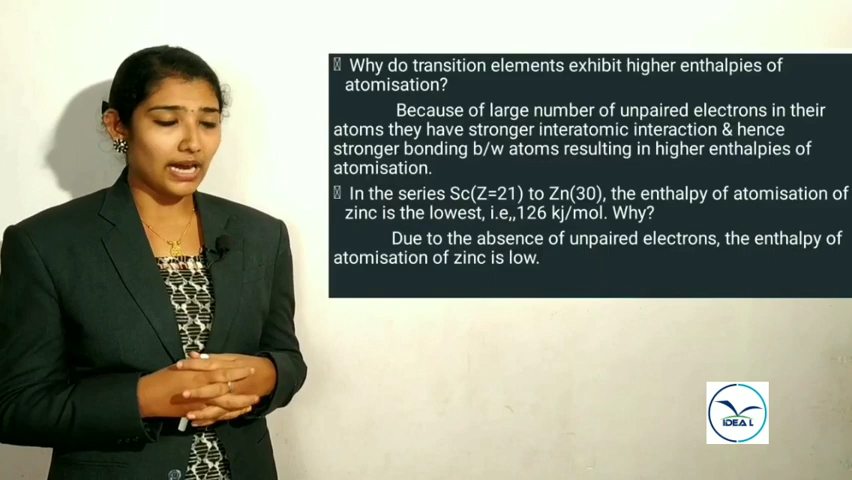 Why do transition elements exhibit higher enthalpies of
atomisation?
Because of large number of unpaired electrons in their
atoms they have stronger interatomic interaction & hence
stronger bonding b/w atoms resulting in higher enthalpies of
atomisation.
In the series Sc(Z=21) to Zn(30), the enthalpy of atomisation of
zinc is the lowest, i.e,,126 kj/mol. Why?
Due to the absence of unpaired electrons, the enthalpy of
atomisation of zinc is low.
IDEAL